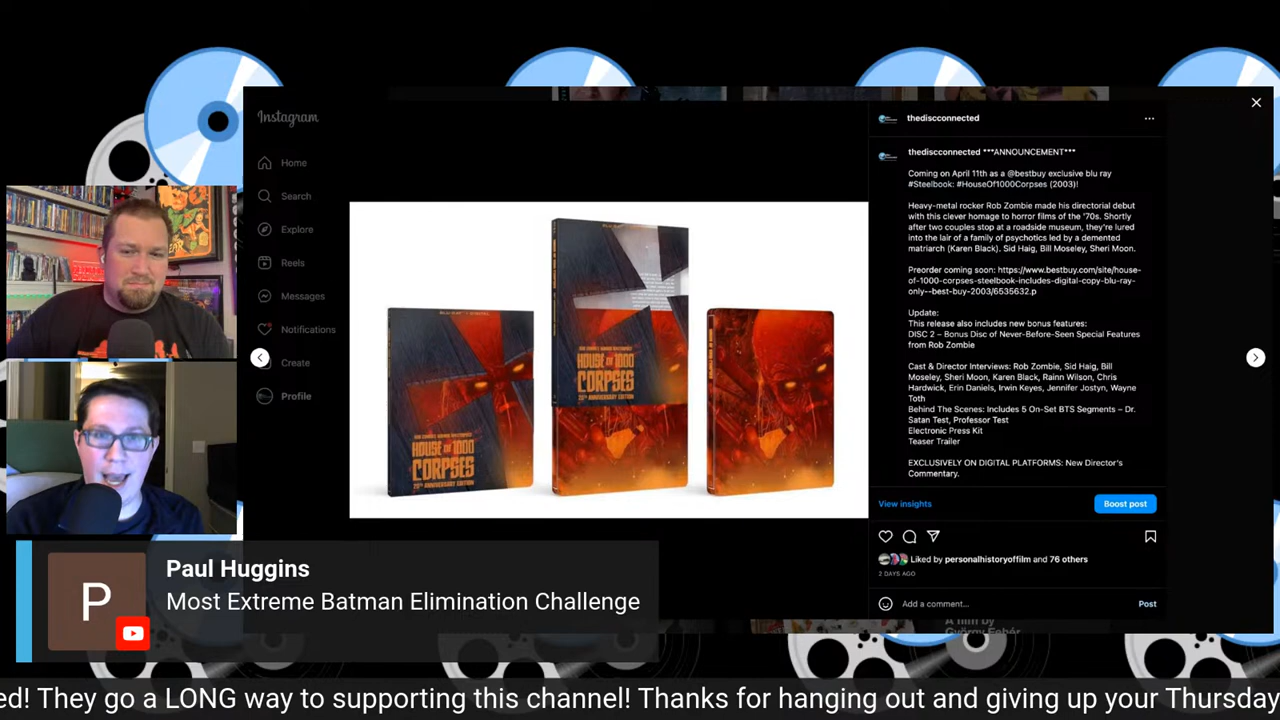 Instagram
Home
Search
Explore
Reels
Messages
Notifications
Create
Profile
HOUSE OF 1000
CORPSES
20TH ANNIVERSARY EDITION
HOUSE
OF 1000
CORPSES
20TH ANNIVERSARY EDITION
thediscconnected
thediscconnected ***ANNOUNCEMENT***
Coming on April 11th as a @bestbuy exclusive blu ray
#Steelbook: #HouseOf1000Corpses (2003)!
Heavy-metal rocker Rob Zombie made his directorial debut
with this clever homage to horror films of the '70s. Shortly
after two couples stop at a roadside museum, they're lured
into the lair of a family of psychotics led by a demented
matriarch (Karen Black). Sid Haig, Bill Moseley, Sheri Moon.
Preorder coming soon: https://www.bestbuy.com/site/house-
of-1000-corpses-steelbook-includes-digital-copy-blu-ray-
only--best-buy-2003/6535632.p
Update:
This release also includes new bonus features:
DISC 2 – Bonus Disc of Never-Before-Seen Special Features
from Rob Zombie
Cast & Director Interviews: Rob Zombie, Sid Haig, Bill
Moseley, Sheri Moon, Karen Black, Rainn Wilson, Chris
Hardwick, Erin Daniels, Irwin Keyes, Jennifer Jostyn, Wayne
Toth
Behind The Scenes: Includes 5 On-Set BTS Segments – Dr.
Satan Test, Professor Test
Electronic Press Kit
Teaser Trailer
EXCLUSIVELY ON DIGITAL PLATFORMS: New Director's
Commentary.
View insights
Boost post
Liked by personalhistoryoffilm and 76 others
2 DAYS AGO
Add a comment...
Post
A film by
György Fehér
P
Paul Huggins
Most Extreme Batman Elimination Challenge
ed! They go a LONG way to supporting this channel! Thanks for hanging out and giving up your Thursday